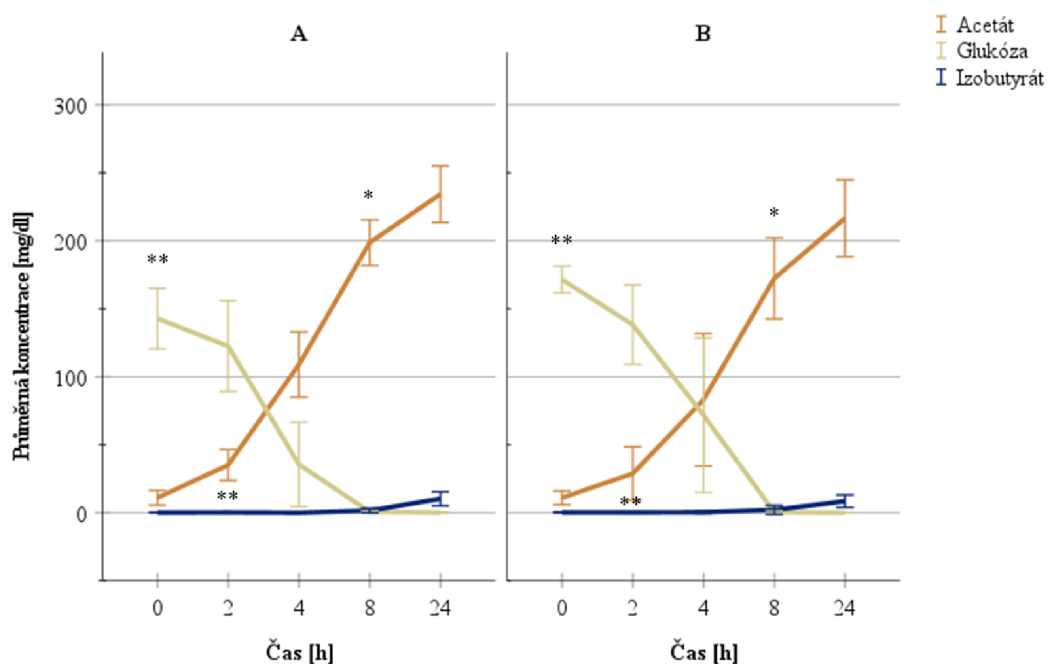 A
B
Acetát
Glukóza
Izobutyrát
Průměrná koncentrace [mg/dl]
300
200
100
0
**
**
*
**
**
*
0 2 4 8 24
0 2 4 8 24
Čas [h]
Čas [h]